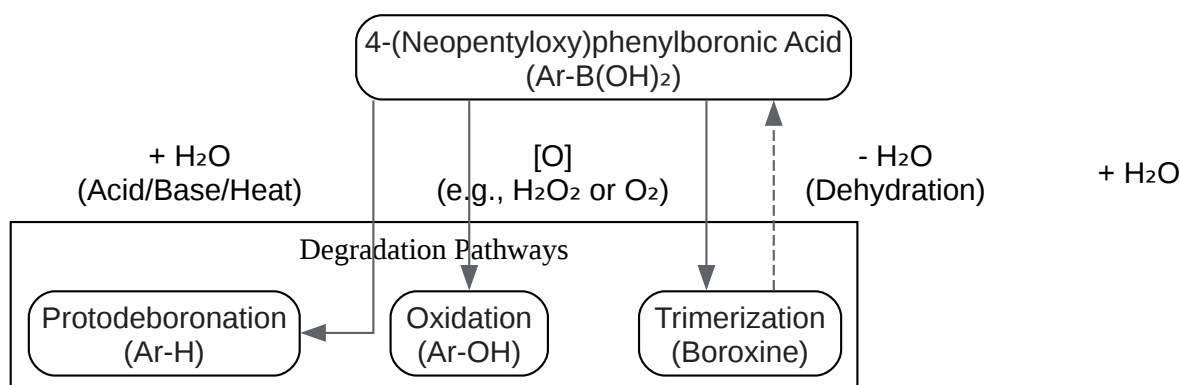 4-(Neopentyloxy)phenylboronic Acid
(Ar-B(OH)₂)
+ H₂O
(Acid/Base/Heat)
[O]
(e.g., H₂O₂ or O₂)
- H₂O
(Dehydration)
+ H₂O
Degradation Pathways
Protodeboronation
(Ar-H)
Oxidation
(Ar-OH)
Trimerization
(Boroxine)